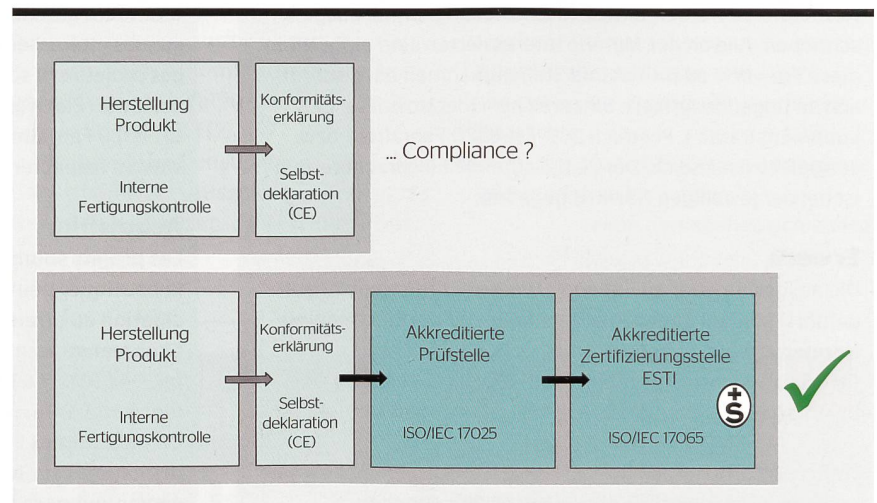 Herstellung
Produkt
Interne
Fertigungskontrolle
Konformitäts-
erklärung
Selbst-
deklaration
(CE)
... Compliance ?
Herstellung
Produkt
Interne
Fertigungskontrolle
Konformitäts-
erklärung
Selbst-
deklaration
(CE)
Akkreditierte
Prüfstelle
ISO/IEC 17025
Akkreditierte
Zertifizierungsstelle
ESTI
+
S
ISO/IEC 17065